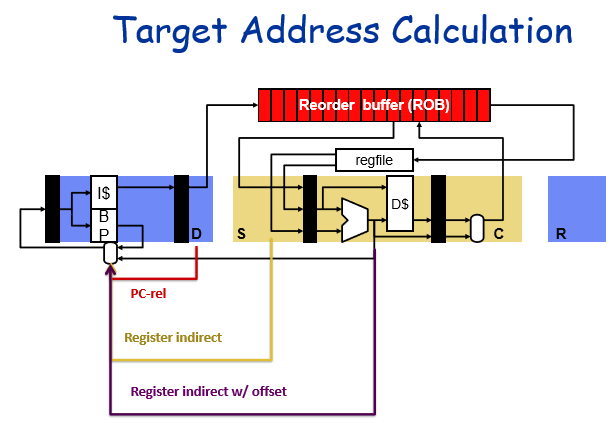 Target Address Calculation
Reorder buffer (ROB)
regfile
I$
B
P
D
S
D$
C
R
PC-rel
Register indirect
Register indirect w/ offset